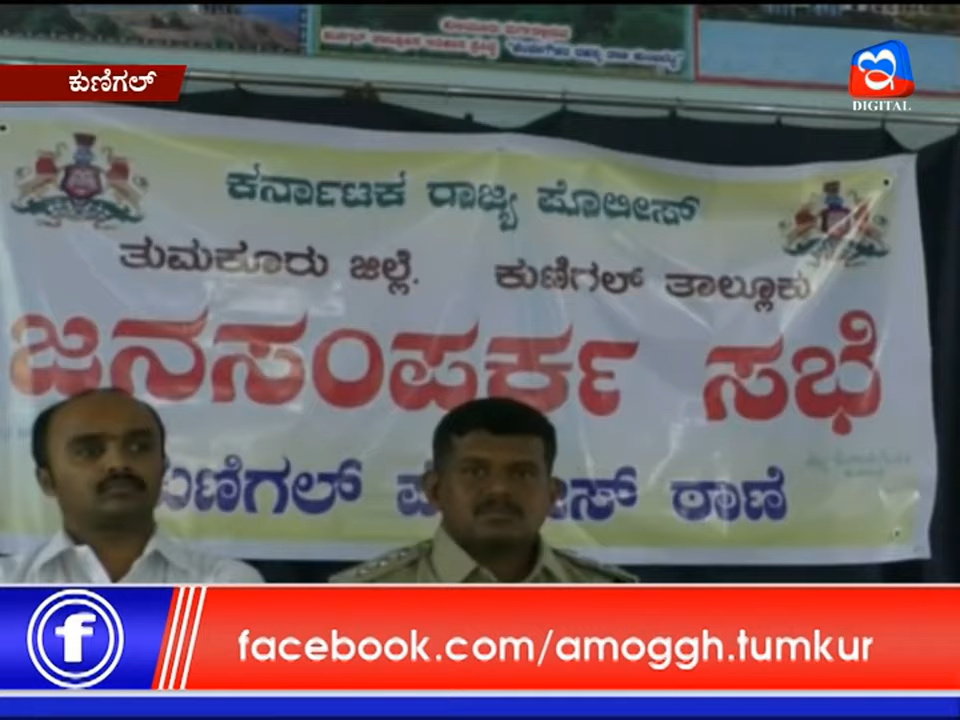 ಕುಣಿಗಲ್
DIGITAL
ಕರ್ನಾಟಕ ರಾಜ್ಯ ಪೊಲೀಸ್
ತುಮಕೂರು ಜಿಲ್ಲೆ. ಕುಣಿಗಲ್ ತಾಲ್ಲೂಕು
ಜನಸಂಪರ್ಕ ಸಭೆ
ಠಾಣೆ
facebook.com/amoggh.tumkur